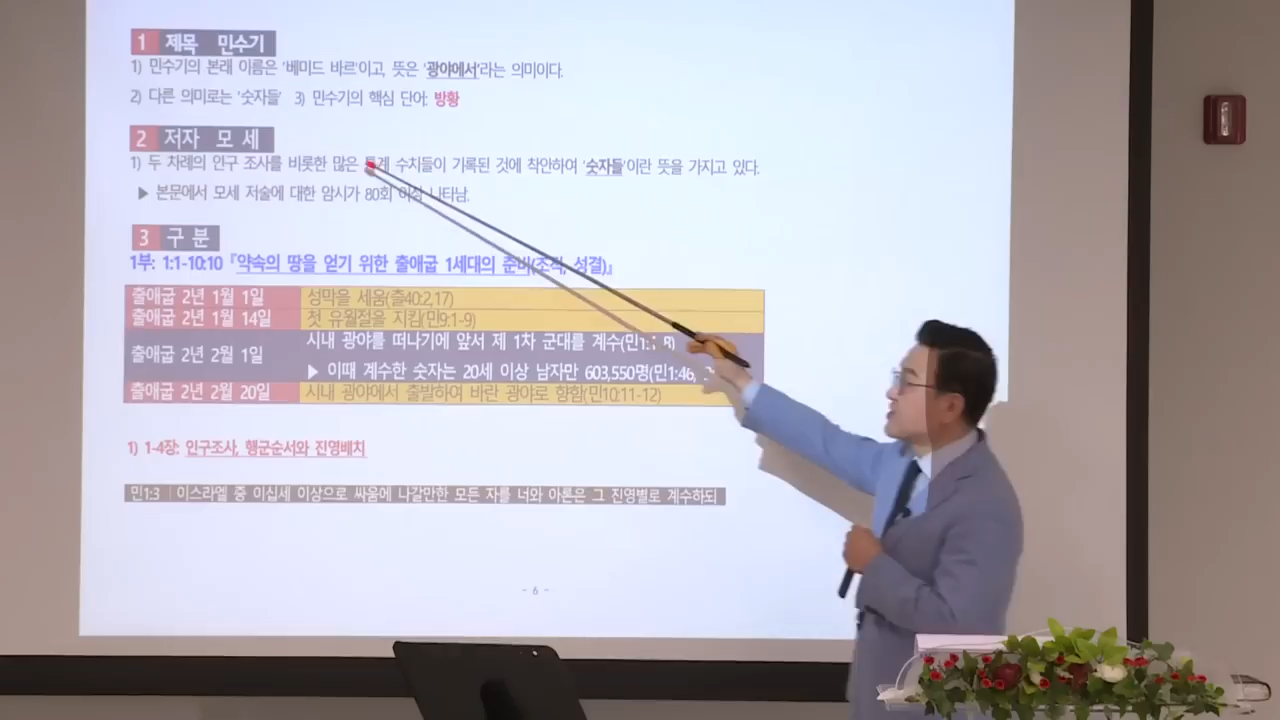 1 제목 민수기
1) 민수기의 본래 이름은 '베미드 바르'이고, 뜻은 '광야에서'라는 의미이다.
2) 다른 의미로는 '숫자들' 3) 민수기의 핵심 단어: 방황
2 저자 모 세
1) 두 차례의 인구 조사를 비롯한 많은 통계 수치들이 기록된 것에 착안하여 '숫자들'이란 뜻을 가지고 있다.
▶ 본문에서 모세 저술에 대한 암시가 80회 이상 나타남.
3 구 분
1부: 1:1-10:10 『약속의 땅을 얻기 위한 출애굽 1세대의 준비(조직, 성결)』
출애굽 2년 1월 1일 성막을 세움(출40:2,17)
출애굽 2년 1월 14일 첫 유월절을 지킴(민9:1-9)
출애굽 2년 2월 1일 시내 광야를 떠나기에 앞서 제 1차 군대를 계수(민1:
▶ 이때 계수한 숫자는 20세 이상 남자만 603,550명(민1:46,
출애굽 2년 2월 20일 시내 광야에서 출발하여 바란 광야로 향함(민10:11-12)
1) 1-4장: 인구조사, 행군순서와 진영배치
민1:3 이스라엘 중 이십세 이상으로 싸움에 나갈만한 모든 자를 너와 아론은 그 진영별로 계수하되
- 6 -